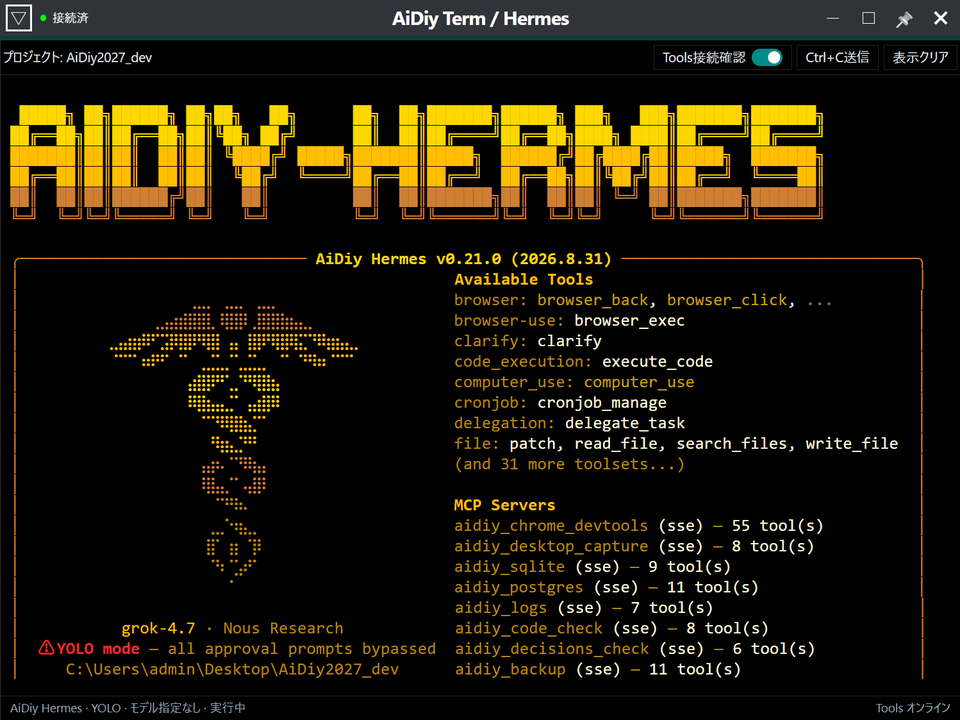 接続済
AiDiy Term / Hermes
プロジェクト: AiDiy2027_dev
Tools接続確認
Ctrl+C送信
表示クリア
AIDIY-HERMES
AiDiy Hermes v0.21.0 (2026.8.31)
Available Tools
browser: browser_back, browser_click, ...
browser-use: browser_exec
clarify: clarify
code_execution: execute_code
computer_use: computer_use
cronjob: cronjob_manage
delegation: delegate_task
file: patch, read_file, search_files, write_file
(and 31 more toolsets...)
MCP Servers
aidiy_chrome_devtools (sse) — 55 tool(s)
aidiy_desktop_capture (sse) — 8 tool(s)
aidiy_sqlite (sse) — 9 tool(s)
aidiy_postgres (sse) — 11 tool(s)
aidiy_logs (sse) — 7 tool(s)
aidiy_code_check (sse) — 8 tool(s)
aidiy_decisions_check (sse) — 6 tool(s)
aidiy_backup (sse) — 11 tool(s)
grok-4.7 · Nous Research
⚠YOLO mode — all approval prompts bypassed
C:\Users\admin\Desktop\AiDiy2027_dev
AiDiy Hermes · YOLO · モデル指定なし · 実行中
Tools オンライン